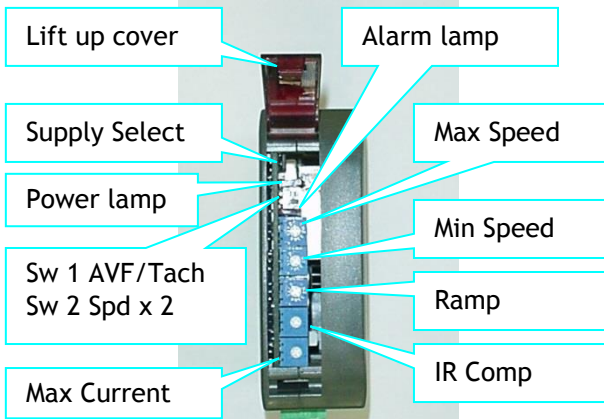 Lift up cover
Alarm lamp
Supply Select
Max Speed
Power lamp
Min Speed
Sw 1 AVF/Tach
Sw 2 Spd x 2
Ramp
IR Comp
Max Current